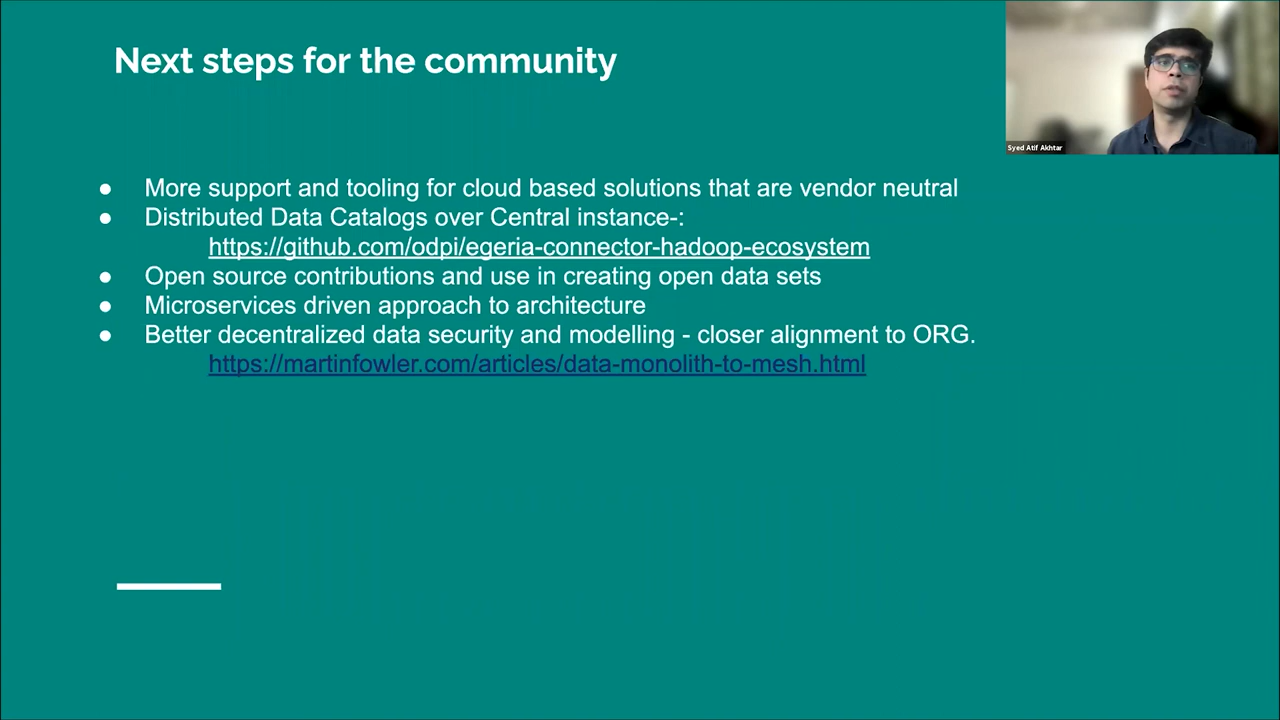 Next steps for the community
Syed Atif Akhtar
● More support and tooling for cloud based solutions that are vendor neutral
● Distributed Data Catalogs over Central instance-:
https://github.com/odpi/egeria-connector-hadoop-ecosystem
● Open source contributions and use in creating open data sets
● Microservices driven approach to architecture
● Better decentralized data security and modelling - closer alignment to ORG.
https://martinfowler.com/articles/data-monolith-to-mesh.html